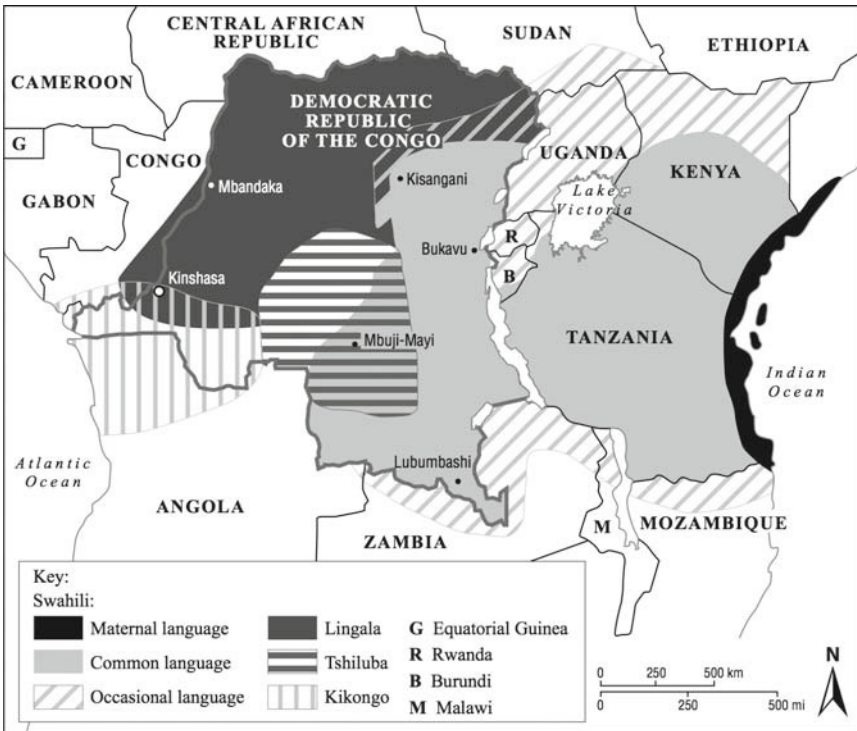 CENTRAL AFRICAN
REPUBLIC
SUDAN
ETHIOPIA
CAMEROON
DEMOCRATIC
REPUBLIC
OF THE CONGO
G
CONGO
UGANDA
KENYA
GABON
Mbandaka
Kisangani
Lake
Victoria
R
Bukavu
B
Kinshasa
TANZANIA
Mbuji-Mayi
Indian
Ocean
Atlantic
Ocean
Lubumbashi
ANGOLA
ZAMBIA
M
MOZAMBIQUE
Key:
Swahili:
Maternal language
Common language
Occasional language
Lingala
Tshiluba
Kikongo
G Equatorial Guinea
R Rwanda
B Burundi
M Malawi
N
0 250 500 km
0 250 500 mi